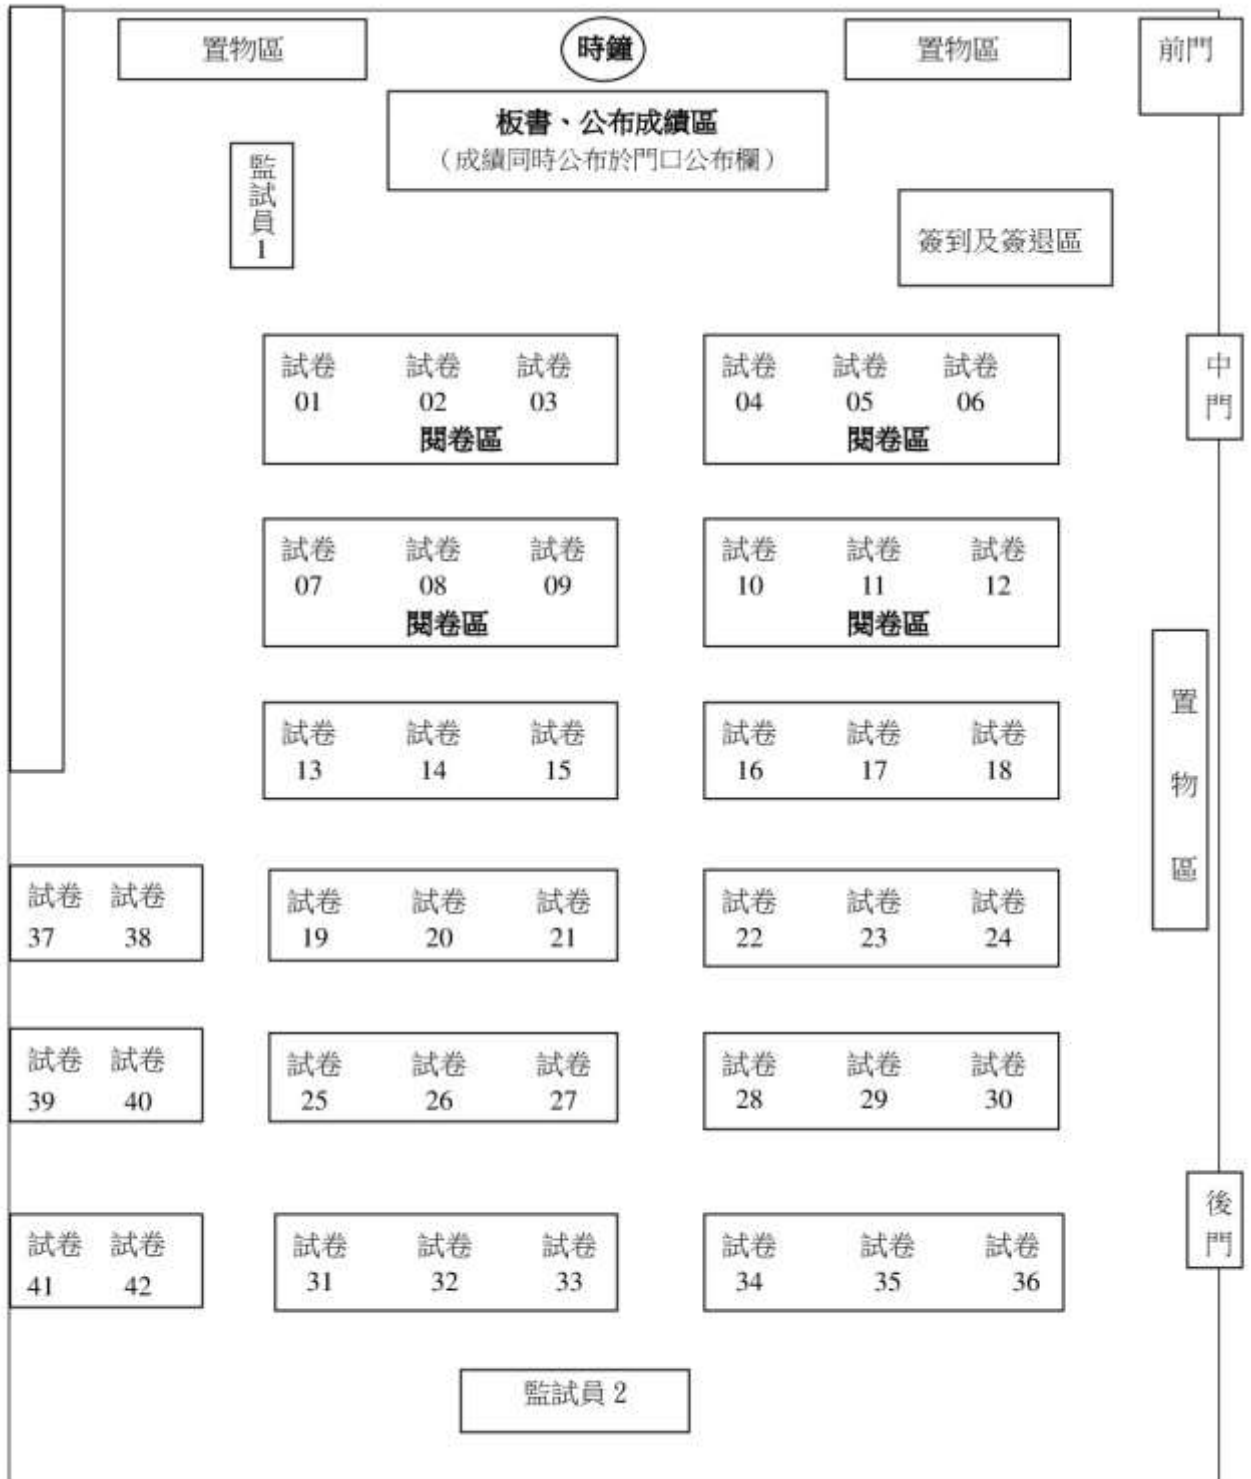 置物區
時鐘
置物區
前門
板書、公布成績區
（成績同時公布於門口公布欄）
監試員1
簽到及簽退區
試卷 試卷 試卷
01 02 03
閱卷區
試卷 試卷 試卷
04 05 06
閱卷區
中門
試卷 試卷 試卷
07 08 09
閱卷區
試卷 試卷 試卷
10 11 12
閱卷區
置物區
試卷 試卷 試卷
13 14 15
試卷 試卷 試卷
16 17 18
試卷 試卷
37 38
試卷 試卷 試卷
19 20 21
試卷 試卷 試卷
22 23 24
試卷 試卷
39 40
試卷 試卷 試卷
25 26 27
試卷 試卷 試卷
28 29 30
後門
試卷 試卷
41 42
試卷 試卷 試卷
31 32 33
試卷 試卷 試卷
34 35 36
監試員 2